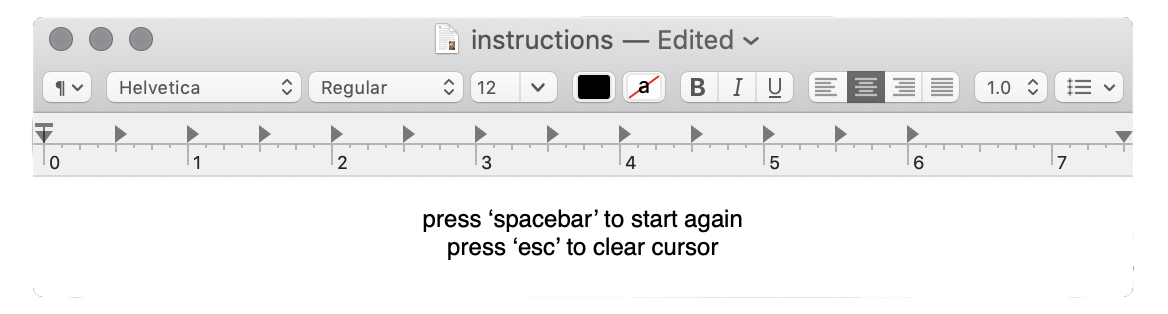 instructions — Edited
¶ Helvetica Regular 12 a B I U 1.0
0 1 2 3 4 5 6 7
press ‘spacebar’ to start again
press ‘esc’ to clear cursor